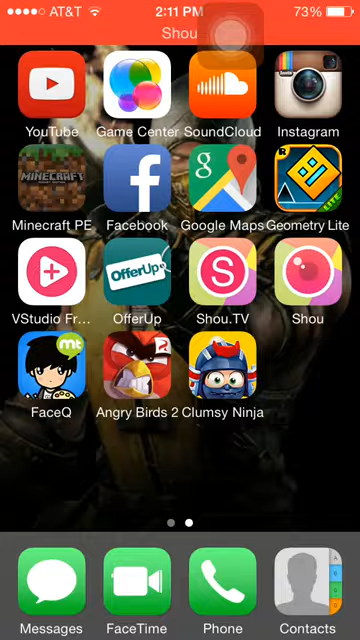 AT&T 2:11 PM 73%
Shou
YouTube Game Center SoundCloud Instagram
MINECRAFT
Minecraft PE Facebook Google Maps Geometry Lite
OfferUp
VStudio Fr... OfferUp Shou.TV Shou
mt
FaceQ Angry Birds 2 Clumsy Ninja
Messages FaceTime Phone Contacts